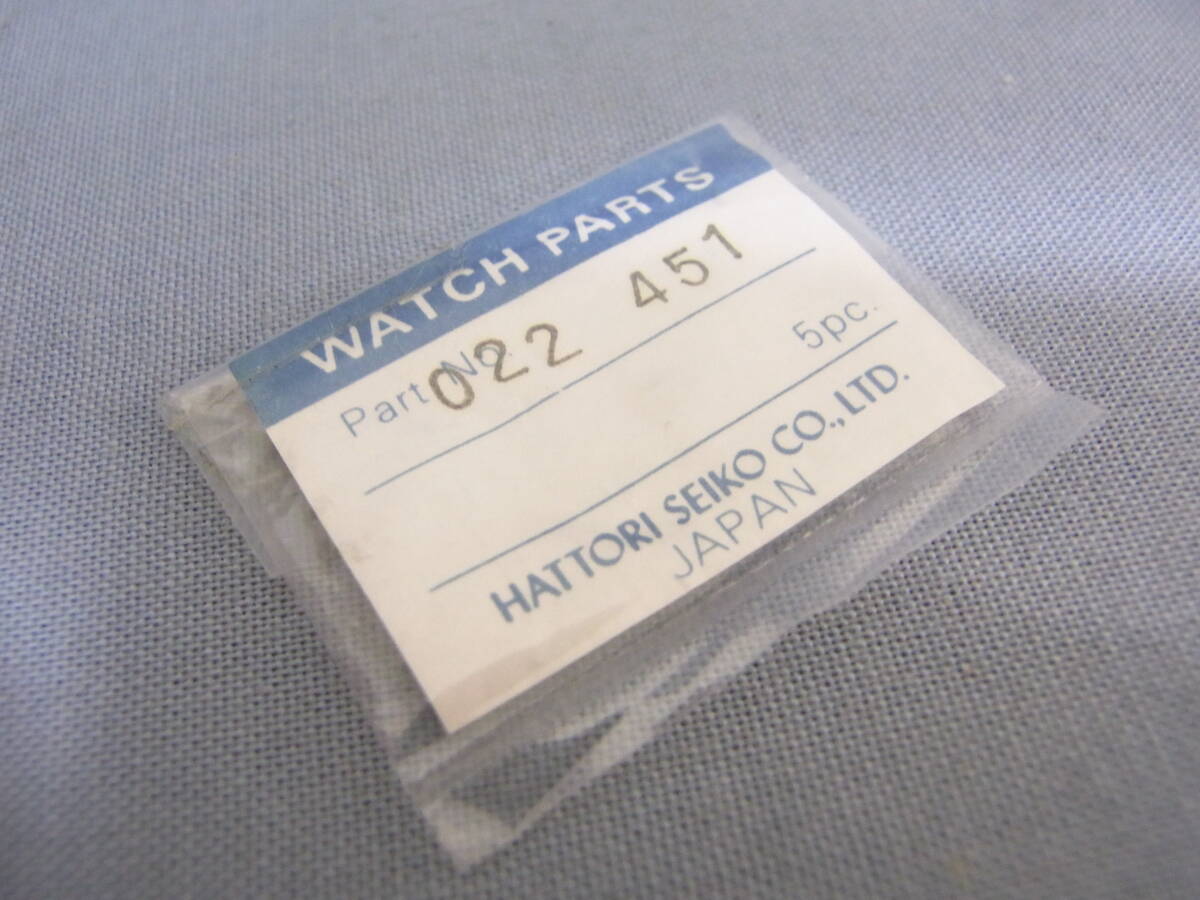 WATCH PARTS
Part No. 022 451
5pc.
HATTORI SEIKO CO., LTD.
JAPAN